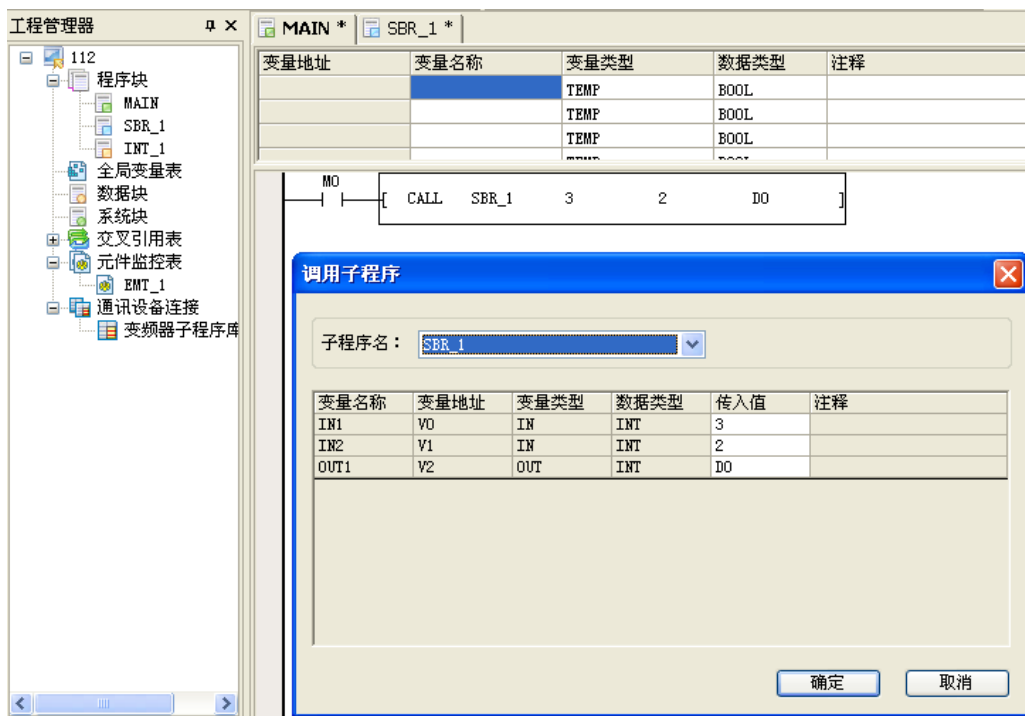 工程管理器
MAIN * SBR_1 *
112
程序块
MAIN
SBR_1
INT_1
全局变量表
数据块
系统块
交叉引用表
元件监控表
EMT_1
通讯设备连接
变频器子程序库
变量地址 变量名称 变量类型 数据类型 注释
TEMP BOOL
TEMP BOOL
TEMP BOOL
TEMP BOOL
M0
[ CALL SBR_1 3 2 D0 ]
调用子程序
子程序名： SBR_1
变量名称 变量地址 变量类型 数据类型 传入值 注释
IN1 V0 IN INT 3
IN2 V1 IN INT 2
OUT1 V2 OUT INT D0
确定 取消